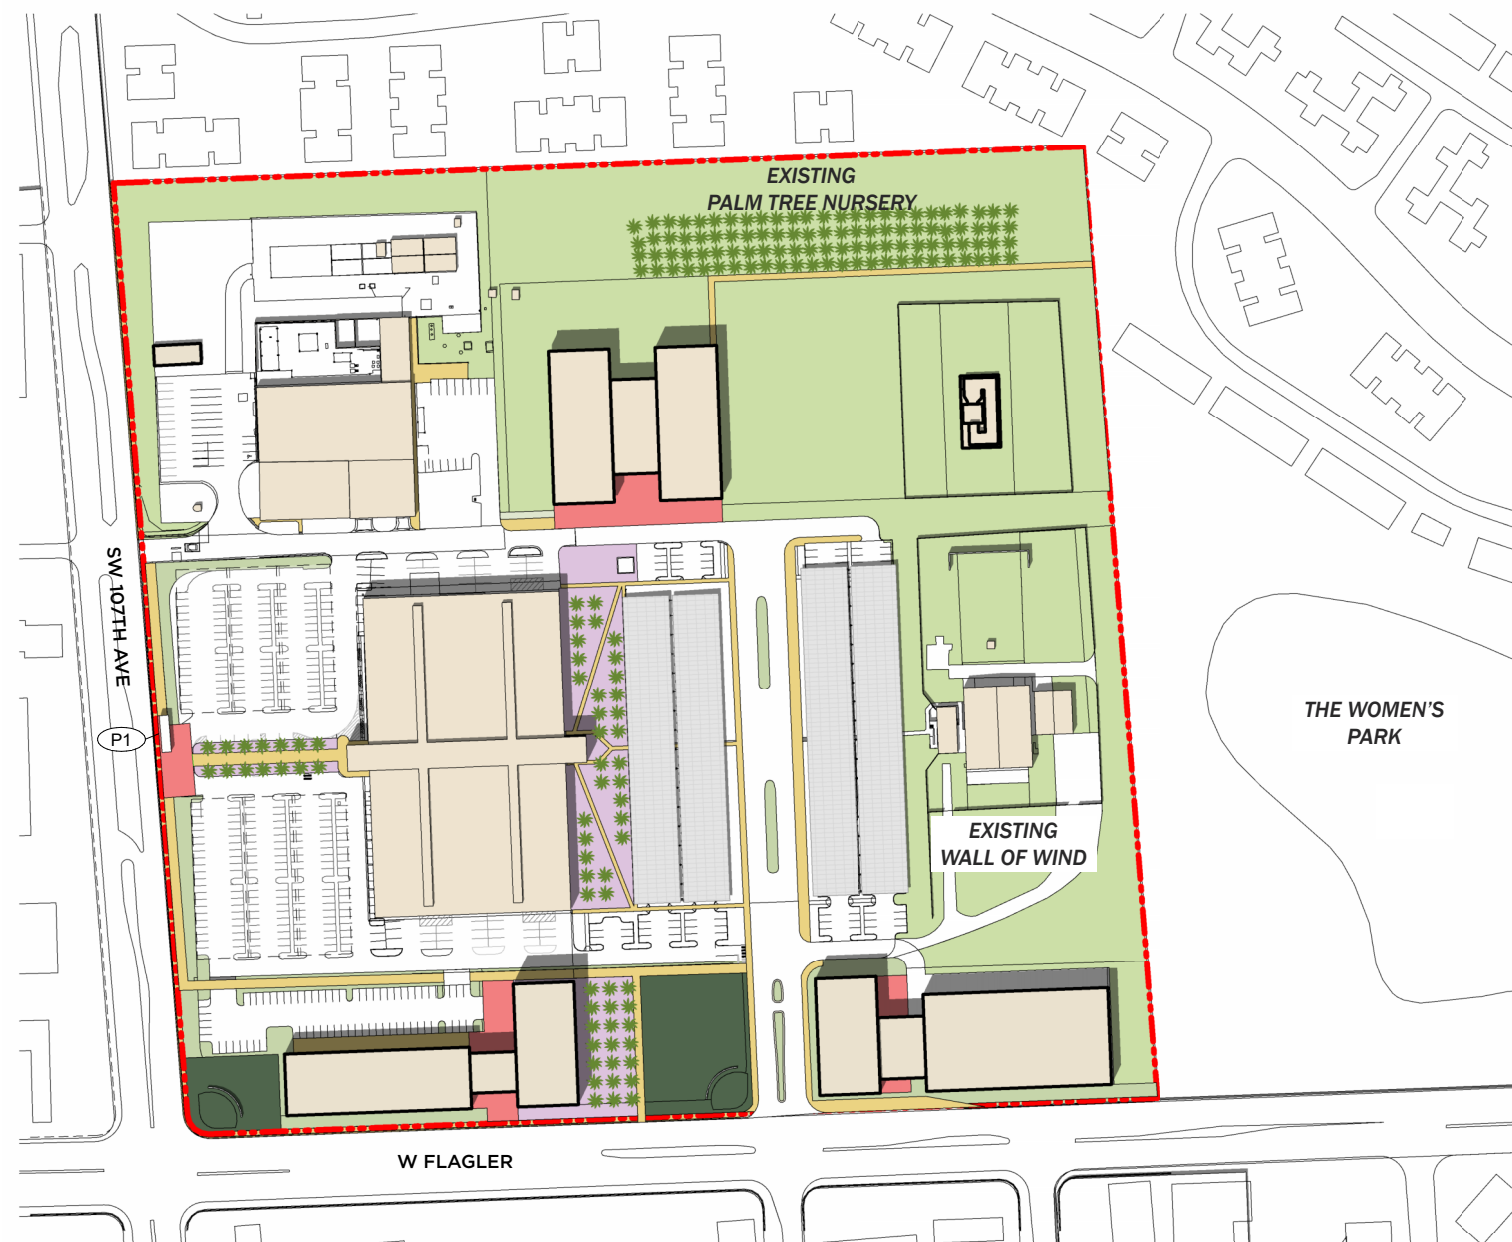 EXISTING
PALM TREE NURSERY
SW 107TH AVE
P1
THE WOMEN'S
PARK
EXISTING
WALL OF WIND
W FLAGLER